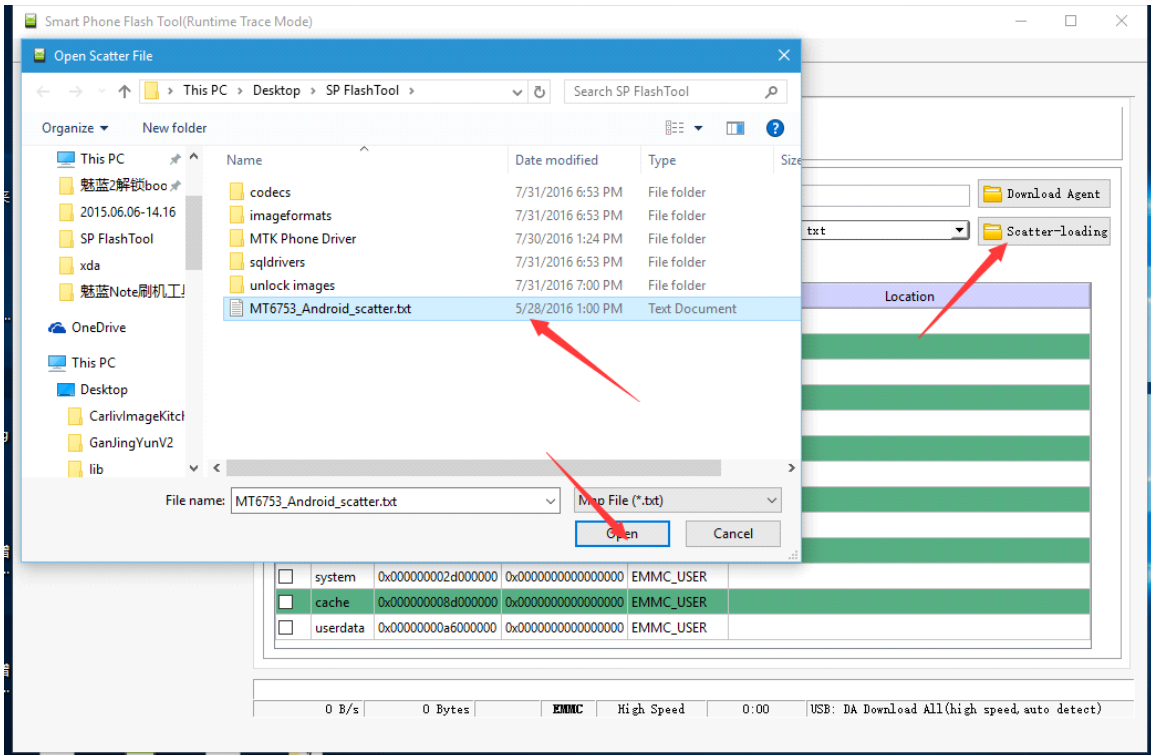 Smart Phone Flash Tool(Runtime Trace Mode)
Open Scatter File
This PC > Desktop > SP FlashTool >
Search SP FlashTool
Organize
New folder
Name
Date modified
Type
Size
This PC
魅蓝2解锁boo
2015.06.06-14.16
SP FlashTool
xda
魅蓝Note刷机工具
OneDrive
This PC
Desktop
CarlivImageKitch
GanJingYunV2
lib
codecs 7/31/2016 6:53 PM File folder
imageformats 7/31/2016 6:53 PM File folder
MTK Phone Driver 7/30/2016 1:24 PM File folder
sqldrivers 7/31/2016 6:53 PM File folder
unlock images 7/31/2016 7:00 PM File folder
MT6753_Android_scatter.txt 5/28/2016 1:00 PM Text Document
File name: MT6753_Android_scatter.txt
Map File (*.txt)
Open
Cancel
Download Agent
txt
Scatter-loading
Location
system 0x000000002d000000 0x0000000000000000 EMMC_USER
cache 0x000000008d000000 0x0000000000000000 EMMC_USER
userdata 0x00000000a6000000 0x0000000000000000 EMMC_USER
0 B/s 0 Bytes EMMC High Speed 0:00 USB: DA Download All(high speed,auto detect)